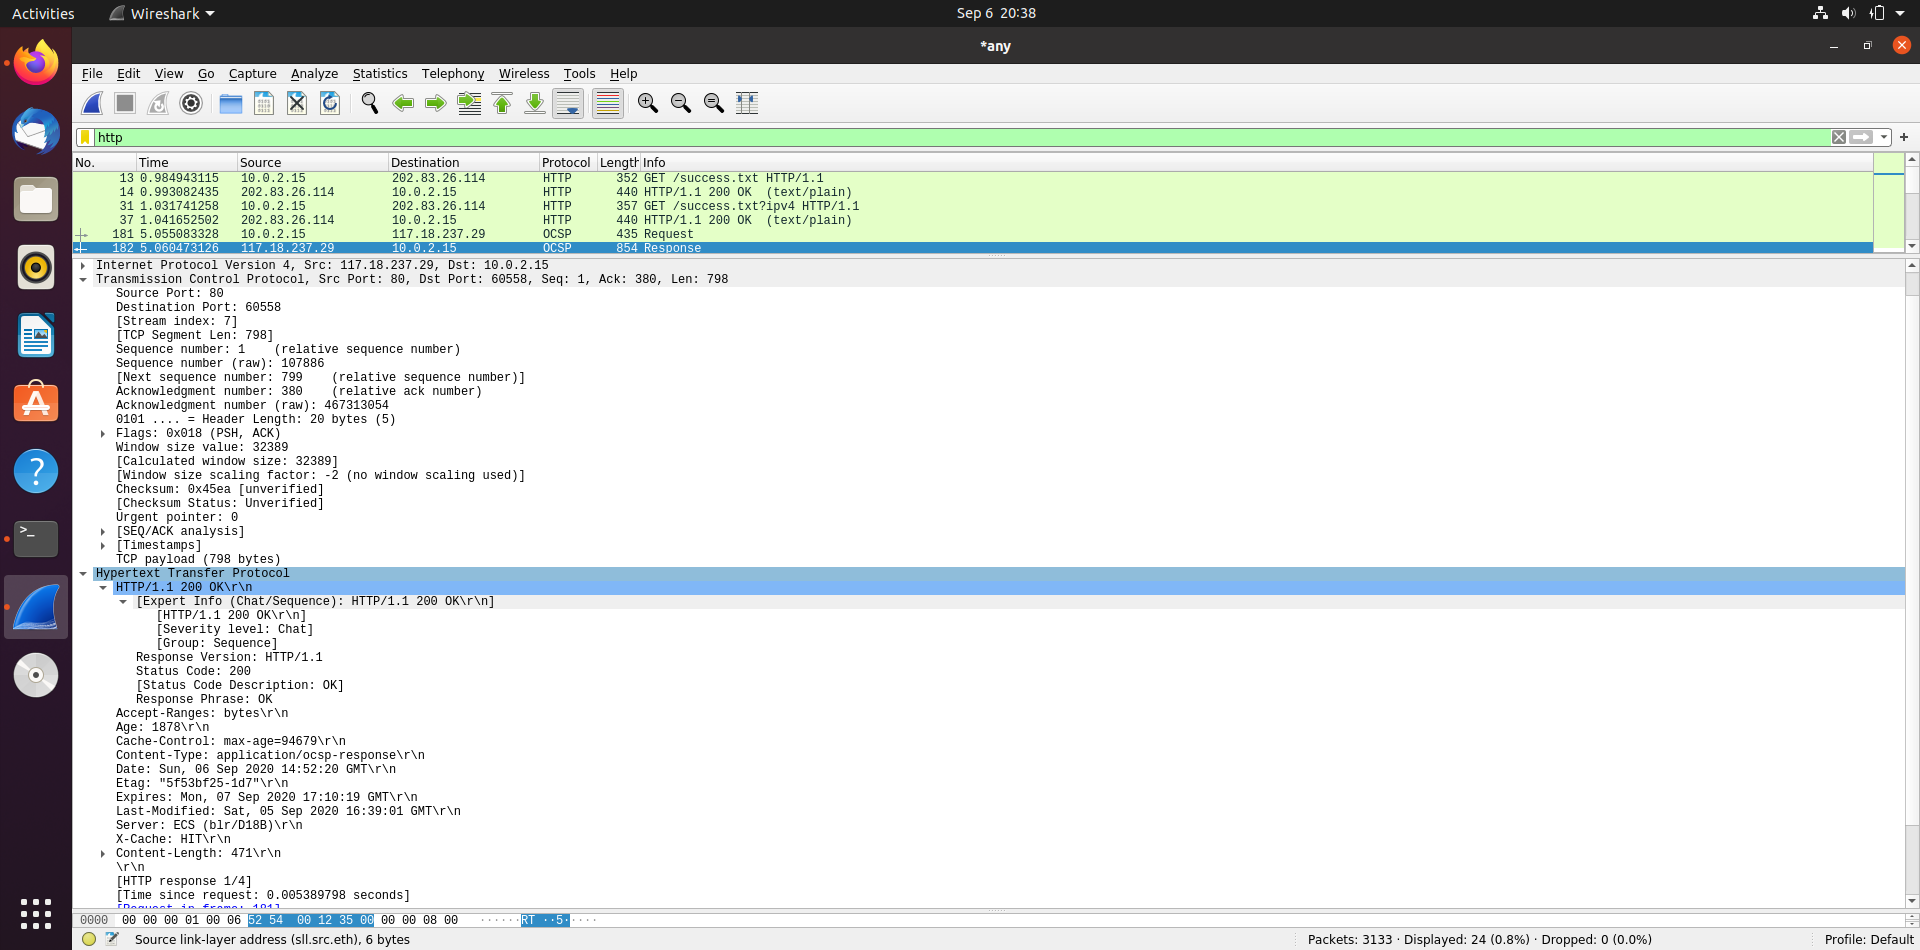 Activities
Wireshark
Sep 6 20:38
*any
File Edit View Go Capture Analyze Statistics Telephony Wireless Tools Help
http
No. Time Source Destination Protocol Length Info
13 0.984943115 10.0.2.15 202.83.26.114 HTTP 352 GET /success.txt HTTP/1.1
14 0.993082435 202.83.26.114 10.0.2.15 HTTP 440 HTTP/1.1 200 OK (text/plain)
31 1.031741258 10.0.2.15 202.83.26.114 HTTP 357 GET /success.txt?ipv4 HTTP/1.1
37 1.041652502 202.83.26.114 10.0.2.15 HTTP 440 HTTP/1.1 200 OK (text/plain)
181 5.055083328 10.0.2.15 117.18.237.29 OCSP 435 Request
182 5.060473126 117.18.237.29 10.0.2.15 OCSP 854 Response
Internet Protocol Version 4, Src: 117.18.237.29, Dst: 10.0.2.15
Transmission Control Protocol, Src Port: 80, Dst Port: 60558, Seq: 1, Ack: 380, Len: 798
Source Port: 80
Destination Port: 60558
[Stream index: 7]
[TCP Segment Len: 798]
Sequence number: 1 (relative sequence number)
Sequence number (raw): 107886
[Next sequence number: 799 (relative sequence number)]
Acknowledgment number: 380 (relative ack number)
Acknowledgment number (raw): 467313054
0101 .... = Header Length: 20 bytes (5)
Flags: 0x018 (PSH, ACK)
Window size value: 32389
[Calculated window size: 32389]
[Window size scaling factor: -2 (no window scaling used)]
Checksum: 0x45ea [unverified]
[Checksum Status: Unverified]
Urgent pointer: 0
[SEQ/ACK analysis]
[Timestamps]
TCP payload (798 bytes)
Hypertext Transfer Protocol
HTTP/1.1 200 OK\r\n
[Expert Info (Chat/Sequence): HTTP/1.1 200 OK\r\n]
[HTTP/1.1 200 OK\r\n]
[Severity level: Chat]
[Group: Sequence]
Response Version: HTTP/1.1
Status Code: 200
[Status Code Description: OK]
Response Phrase: OK
Accept-Ranges: bytes\r\n
Age: 1878\r\n
Cache-Control: max-age=94679\r\n
Content-Type: application/ocsp-response\r\n
Date: Sun, 06 Sep 2020 14:52:20 GMT\r\n
Etag: "5f53bf25-1d7"\r\n
Expires: Mon, 07 Sep 2020 17:10:19 GMT\r\n
Last-Modified: Sat, 05 Sep 2020 16:39:01 GMT\r\n
Server: ECS (blr/D18B)\r\n
X-Cache: HIT\r\n
Content-Length: 471\r\n
\r\n
[HTTP response 1/4]
[Time since request: 0.005389798 seconds]
[Request in frame: 181]
0000 00 00 00 01 00 06 52 54 00 12 35 00 00 00 08 00 ······RT ··5·····
Source link-layer address (sll.src.eth), 6 bytes
Packets: 3133 · Displayed: 24 (0.8%) · Dropped: 0 (0.0%)
Profile: Default